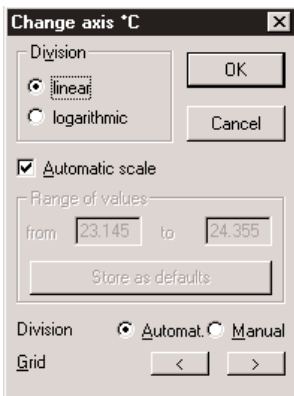 Change axis °C
Division
linear
logarithmic
OK
Cancel
Automatic scale
Range of values
from 23.145 to 24.355
Store as defaults
Division Automat. Manual
Grid < >